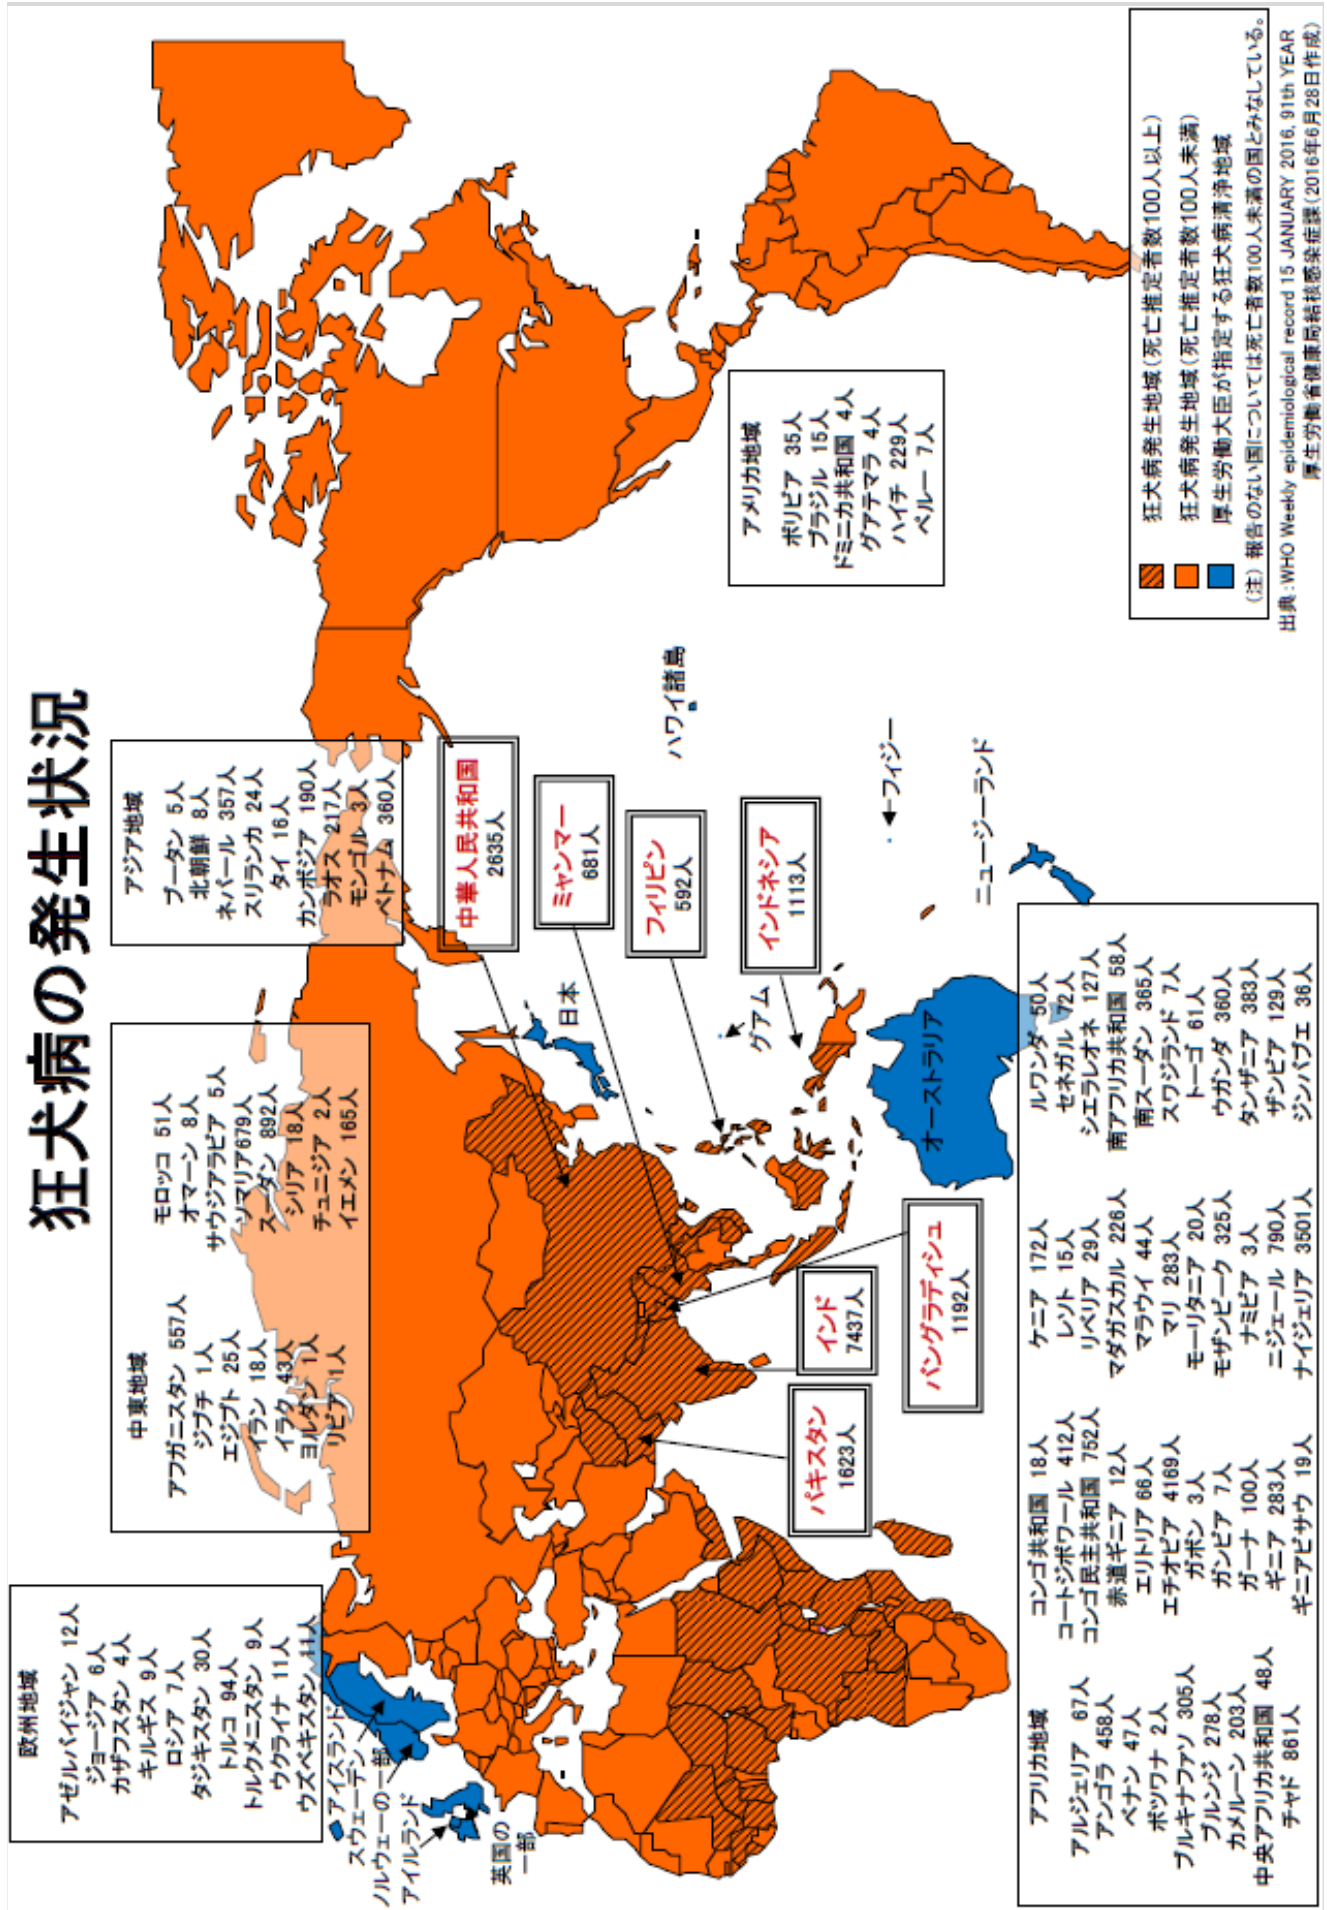 狂犬病の発生状況
欧州地域
アゼルバイジャン 12人
ジョージア 6人
カザフスタン 4人
キルギス 9人
ロシア 7人
タジキスタン 30人
トルコ 94人
トルクメニスタン 9人
ウクライナ 11人
ウズベキスタン 11人
中東地域
アフガニスタン 557人
ジブチ 1人
エジプト 25人
イラン 18人
イラク 43人
ヨルダン 1人
リビア 1人
モロッコ 51人
オマーン 8人
サウジアラビア 5人
ソマリア679人
スーダン 892人
シリア 18人
チュニジア 2人
イエメン 165人
アジア地域
ブータン 5人
北朝鮮 8人
ネパール 357人
スリランカ 24人
タイ 16人
カンボジア 190人
ラオス 217人
モンゴル 3人
ベトナム 360人
アイスランド
スウェーデン
ノルウェーの一部
アイルランド
英国の
一部
中華人民共和国
2635人
ミャンマー
681人
フィリピン
592人
インドネシア
1113人
パキスタン
1623人
インド
7437人
バングラディシュ
1192人
日本
グアム
ハワイ諸島
フィジー
ニュージーランド
オーストラリア
アメリカ地域
ボリビア 35人
ブラジル 15人
ドミニカ共和国 4人
グアテマラ 4人
ハイチ 229人
ペルー 7人
アフリカ地域
アルジェリア 67人
アンゴラ 458人
ベナン 47人
ボツワナ 2人
ブルキナファソ 305人
ブルンジ 278人
カメルーン 203人
中央アフリカ共和国 48人
チャド 861人
コンゴ共和国 18人
コートジボワール 412人
コンゴ民主共和国 752人
赤道ギニア 12人
エリトリア 66人
エチオピア 4169人
ガボン 3人
ガンビア 7人
ガーナ 100人
ギニア 283人
ギニアビサウ 19人
ケニア 172人
レソト 15人
リベリア 29人
マダガスカル 226人
マラウイ 44人
マリ 283人
モーリタニア 20人
モザンビーク 325人
ナミビア 3人
ニジェール 790人
ナイジェリア 3501人
ルワンダ 50人
セネガル 72人
シエラレオネ 127人
南アフリカ共和国 58人
南スーダン 365人
スワジランド 7人
トーゴ 61人
ウガンダ 360人
タンザニア 383人
ザンビア 129人
ジンバブエ 36人
狂犬病発生地域(死亡推定者数100人以上)
狂犬病発生地域(死亡推定者数100人未満)
厚生労働大臣が指定する狂犬病清浄地域
(注) 報告のない国については死亡者数100人未満の国とみなしている。
出典:WHO Weekly epidemiological record 15 JANUARY 2016, 91th YEAR
厚生労働省健康局結核感染症課(2016年6月28日作成)